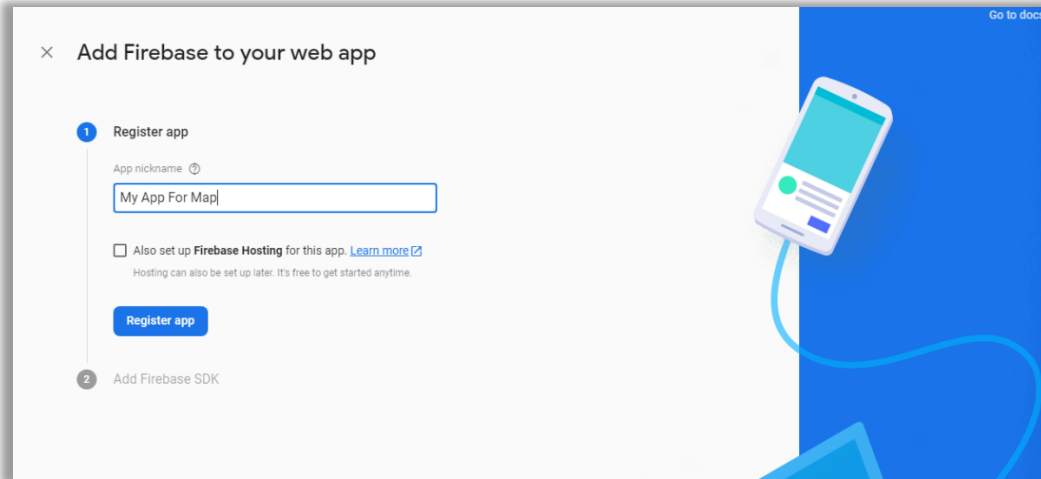 Go to docs
Add Firebase to your web app
1 Register app
App nickname
My App For Map
Also set up Firebase Hosting for this app. Learn more
Hosting can also be set up later. It's free to get started anytime.
Register app
2 Add Firebase SDK